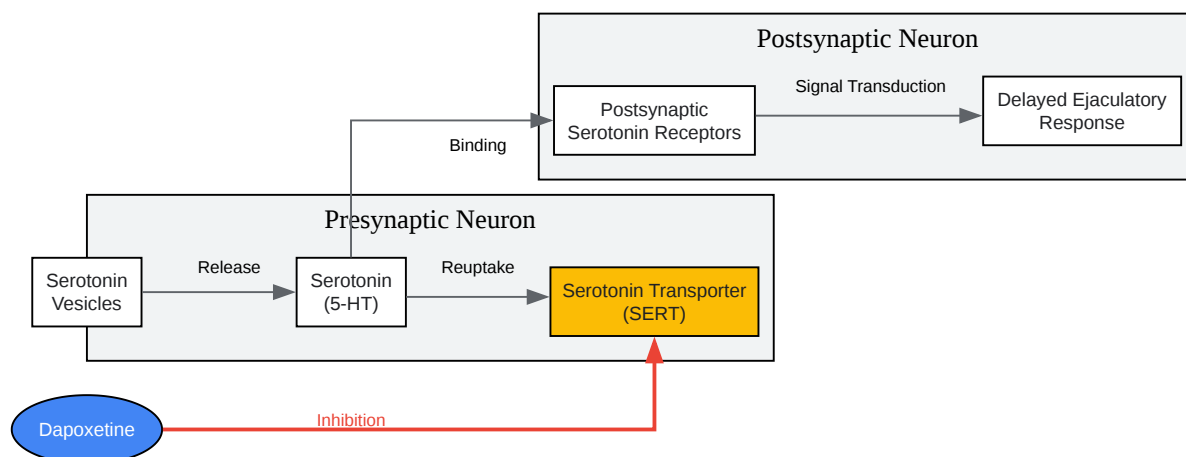 Postsynaptic Neuron
Postsynaptic
Serotonin Receptors
Signal Transduction
Delayed Ejaculatory
Response
Binding
Presynaptic Neuron
Serotonin
Vesicles
Release
Serotonin
(5-HT)
Reuptake
Serotonin Transporter
(SERT)
Dapoxetine
Inhibition